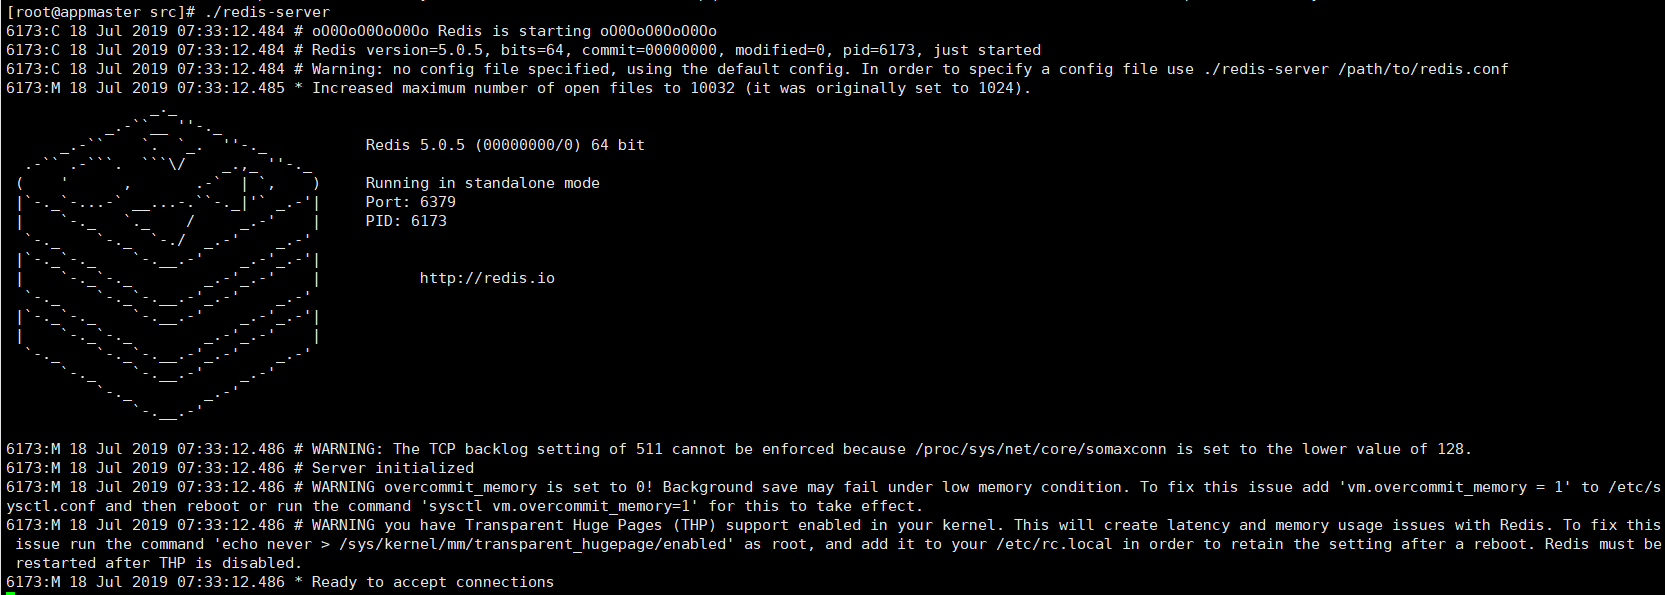 [root@appmaster src]# ./redis-server
6173:C 18 Jul 2019 07:33:12.484 # oO0OoO0OoO0Oo Redis is starting oO0OoO0OoO0Oo
6173:C 18 Jul 2019 07:33:12.484 # Redis version=5.0.5, bits=64, commit=00000000, modified=0, pid=6173, just started
6173:C 18 Jul 2019 07:33:12.484 # Warning: no config file specified, using the default config. In order to specify a config file use ./redis-server /path/to/redis.conf
6173:M 18 Jul 2019 07:33:12.485 * Increased maximum number of open files to 10032 (it was originally set to 1024).
Redis 5.0.5 (00000000/0) 64 bit
Running in standalone mode
Port: 6379
PID: 6173
http://redis.io
6173:M 18 Jul 2019 07:33:12.486 # WARNING: The TCP backlog setting of 511 cannot be enforced because /proc/sys/net/core/somaxconn is set to the lower value of 128.
6173:M 18 Jul 2019 07:33:12.486 # Server initialized
6173:M 18 Jul 2019 07:33:12.486 # WARNING overcommit_memory is set to 0! Background save may fail under low memory condition. To fix this issue add 'vm.overcommit_memory = 1' to /etc/s
ysctl.conf and then reboot or run the command 'sysctl vm.overcommit_memory=1' for this to take effect.
6173:M 18 Jul 2019 07:33:12.486 # WARNING you have Transparent Huge Pages (THP) support enabled in your kernel. This will create latency and memory usage issues with Redis. To fix this
issue run the command 'echo never > /sys/kernel/mm/transparent_hugepage/enabled' as root, and add it to your /etc/rc.local in order to retain the setting after a reboot. Redis must be
restarted after THP is disabled.
6173:M 18 Jul 2019 07:33:12.486 * Ready to accept connections